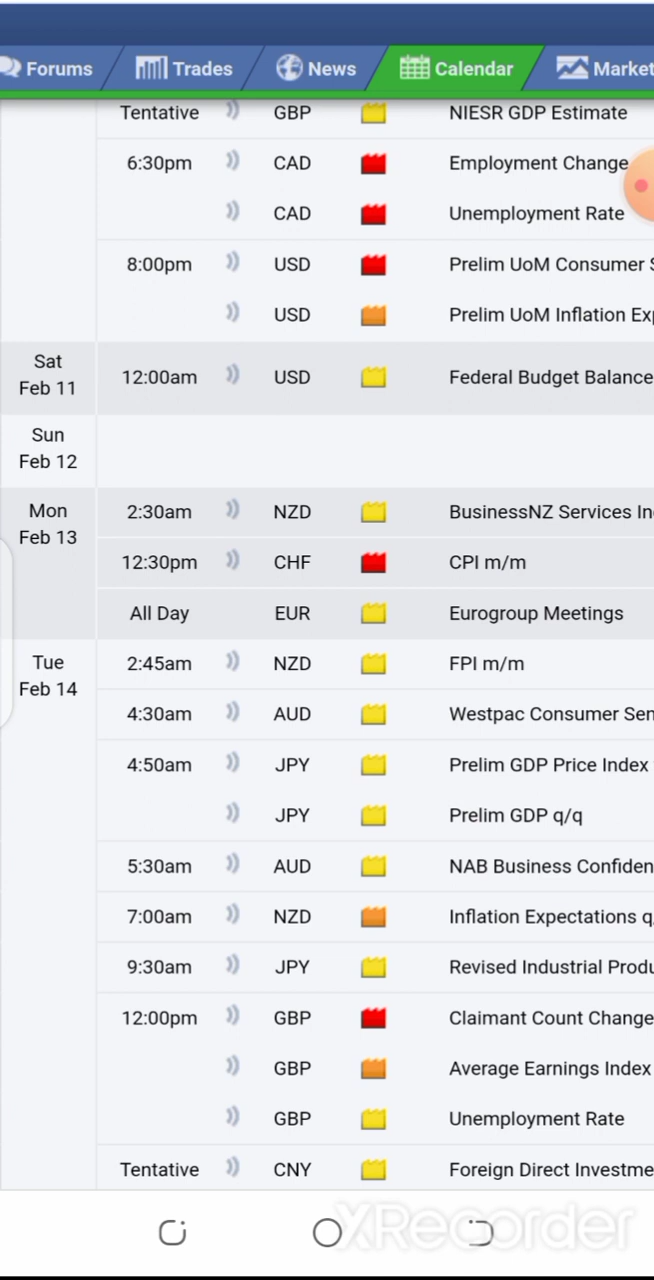 Forums Trades News Calendar Market
Tentative GBP NIESR GDP Estimate
6:30pm CAD Employment Change
CAD Unemployment Rate
8:00pm USD Prelim UoM Consumer S
USD Prelim UoM Inflation Exp
Sat
Feb 11
12:00am USD Federal Budget Balance
Sun
Feb 12
Mon
Feb 13
2:30am NZD BusinessNZ Services Ind
12:30pm CHF CPI m/m
All Day EUR Eurogroup Meetings
Tue
Feb 14
2:45am NZD FPI m/m
4:30am AUD Westpac Consumer Sen
4:50am JPY Prelim GDP Price Index
JPY Prelim GDP q/q
5:30am AUD NAB Business Confiden
7:00am NZD Inflation Expectations q/
9:30am JPY Revised Industrial Produ
12:00pm GBP Claimant Count Change
GBP Average Earnings Index
GBP Unemployment Rate
Tentative CNY Foreign Direct Investme
XRecorder